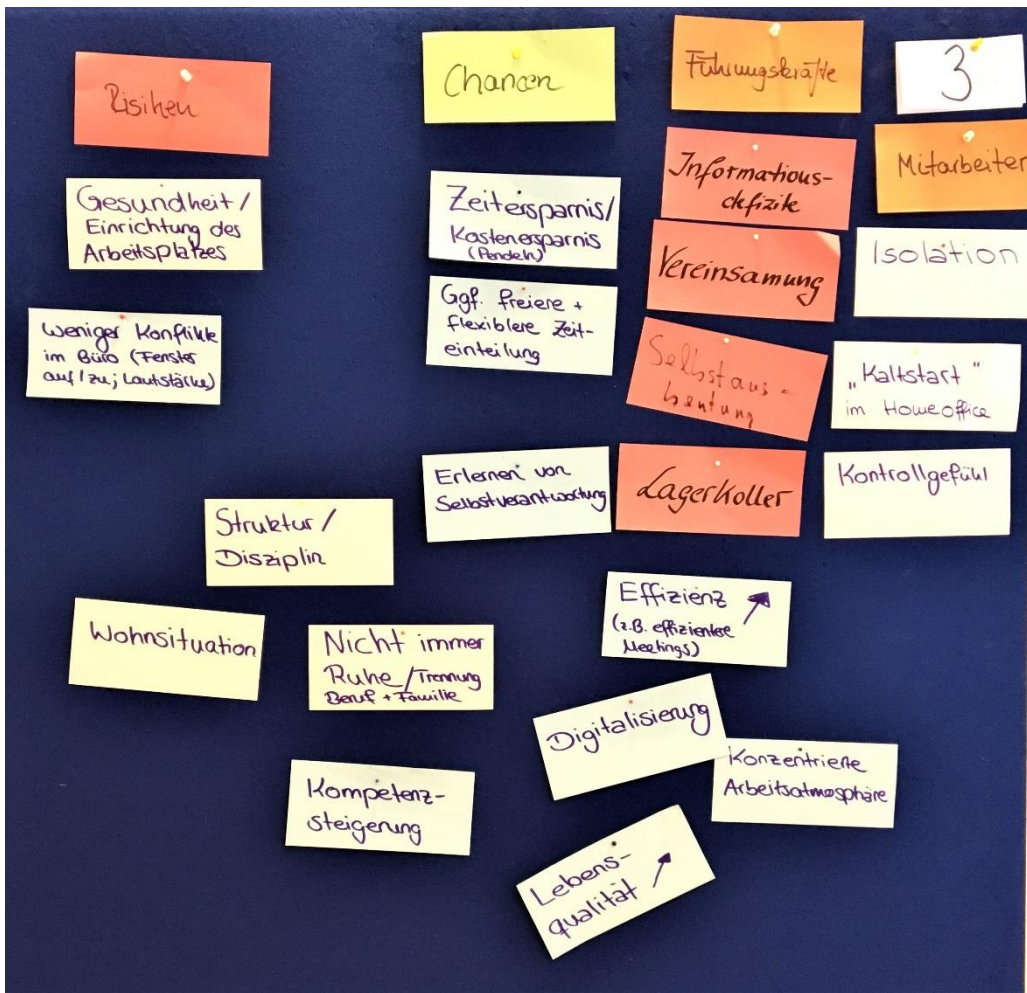 Risiken
Chancen
Führungskräfte
3
Mitarbeiter
Gesundheit /
Einrichtung des
Arbeitsplatzes
Weniger Konflikte
im Büro (Fenster
auf / zu; Lautstärke)
Struktur /
Disziplin
Wohnsituation
Nicht immer
Ruhe / Trennung
Beruf + Familie
Kompetenz-
steigerung
Zeitersparnis/
Kostenersparnis
(Pendeln)
Ggf. freiere +
flexiblere Zeit-
einteilung
Erlernen von
Selbstverantwortung
Informations-
defizite
Vereinsamung
Selbstaus-
beutung
Lagerkoller
Isolation
„Kaltstart"
im Homeoffice
Kontrollgefühl
Effizienz ↗
(z.B. effizientere
Meetings)
Digitalisierung
Konzentrierte
Arbeitsatmosphäre
Lebens-
qualität ↗